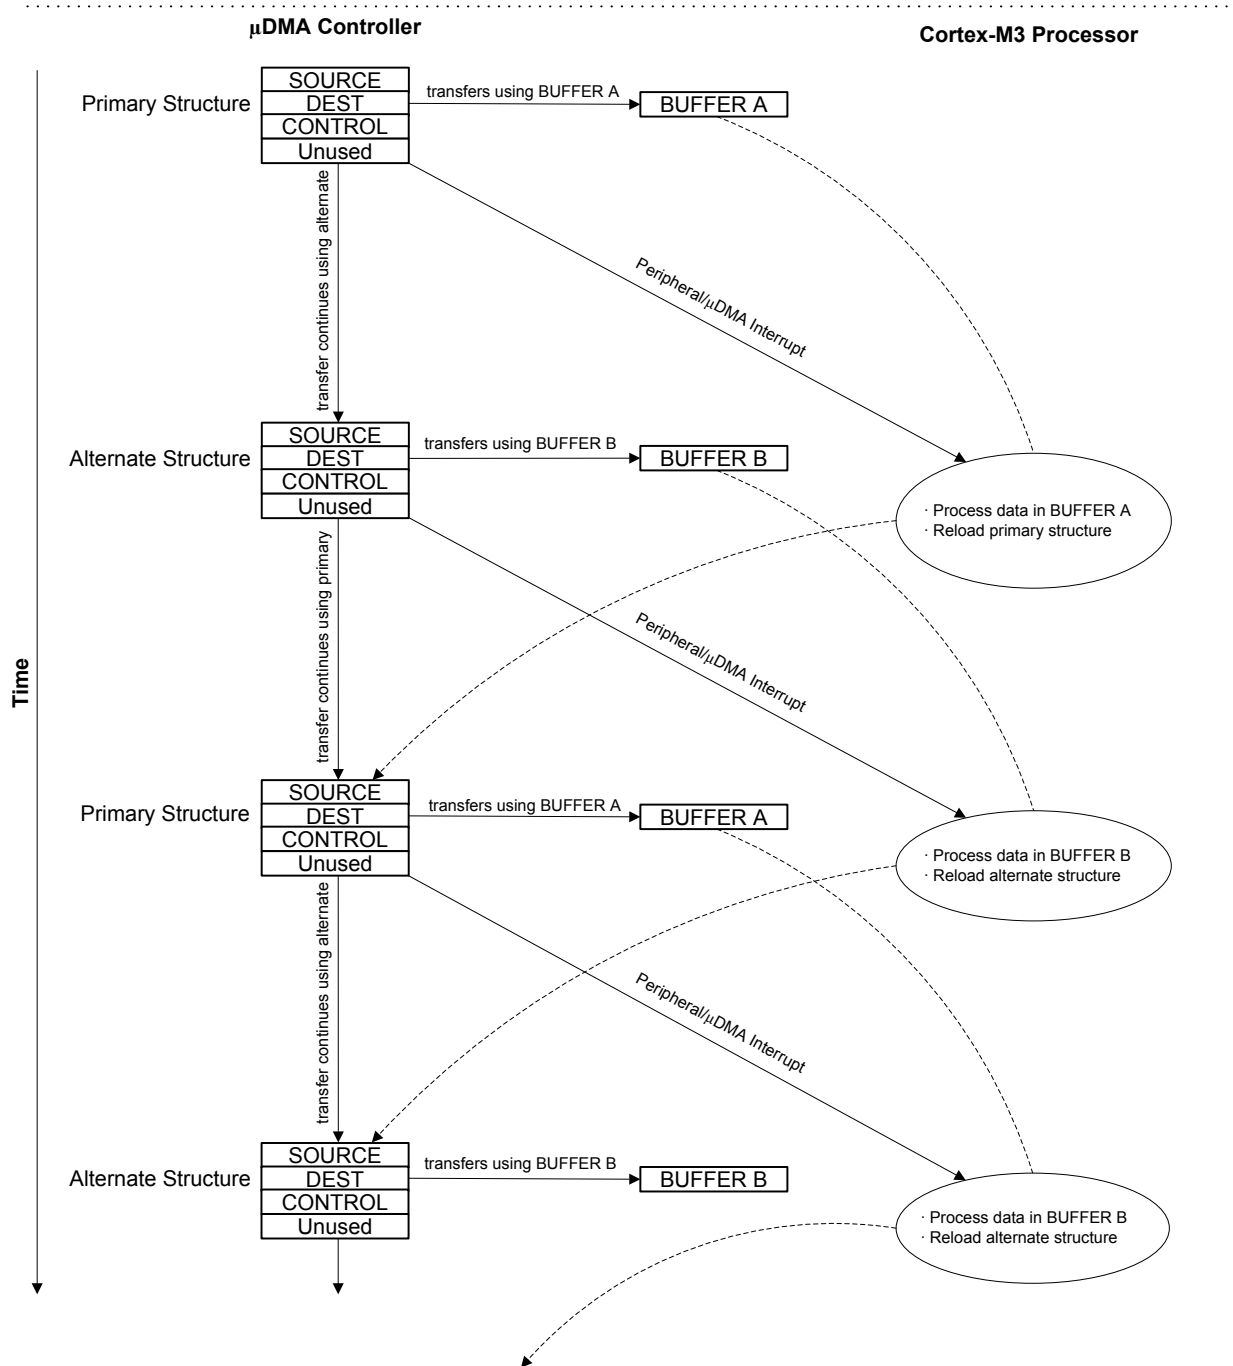 μDMA Controller
Cortex-M3 Processor
SOURCE
Primary Structure
DEST
transfers using BUFFER A
BUFFER A
CONTROL
Unused
transfer continues using alternate
Peripheral/μDMA Interrupt
SOURCE
Alternate Structure
DEST
transfers using BUFFER B
BUFFER B
CONTROL
Unused
· Process data in BUFFER A
· Reload primary structure
transfer continues using primary
Peripheral/μDMA Interrupt
Time
SOURCE
Primary Structure
DEST
transfers using BUFFER A
BUFFER A
CONTROL
Unused
· Process data in BUFFER B
· Reload alternate structure
transfer continues using alternate
Peripheral/μDMA Interrupt
SOURCE
Alternate Structure
DEST
transfers using BUFFER B
BUFFER B
CONTROL
Unused
· Process data in BUFFER B
· Reload alternate structure